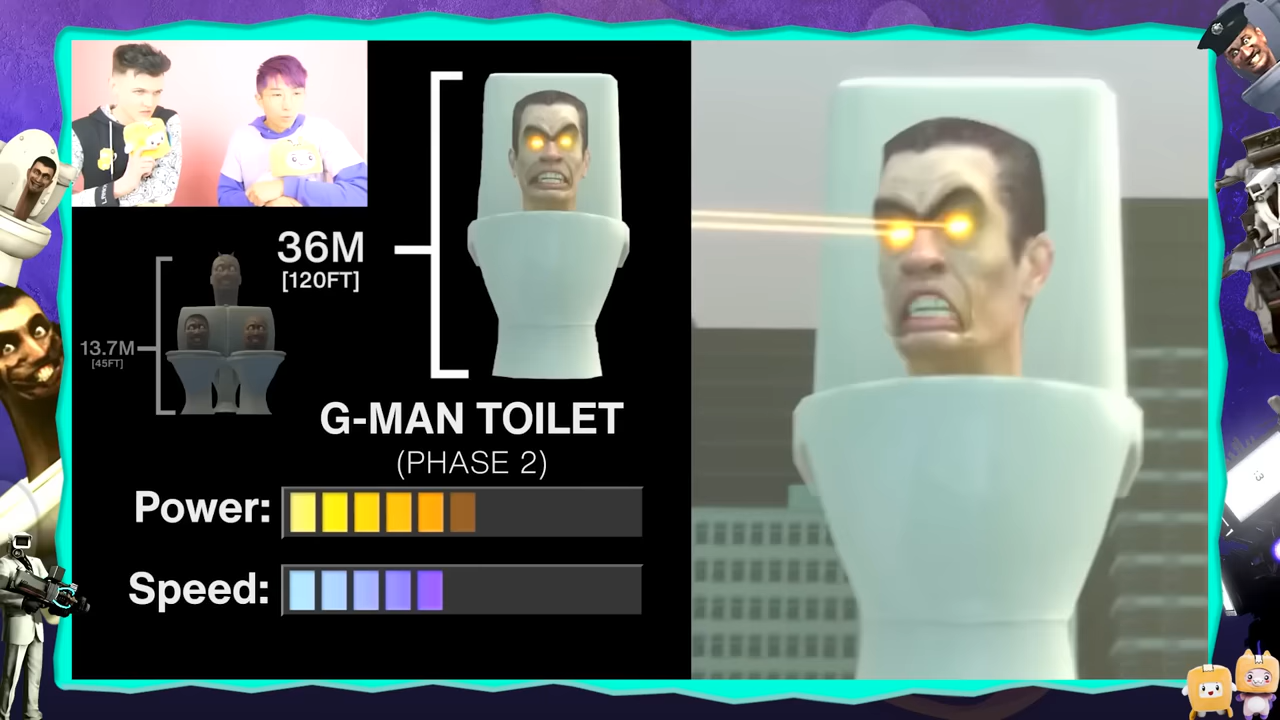 36M
[120FT]
13.7M
[45FT]
G-MAN TOILET
(PHASE 2)
Power:
Speed: